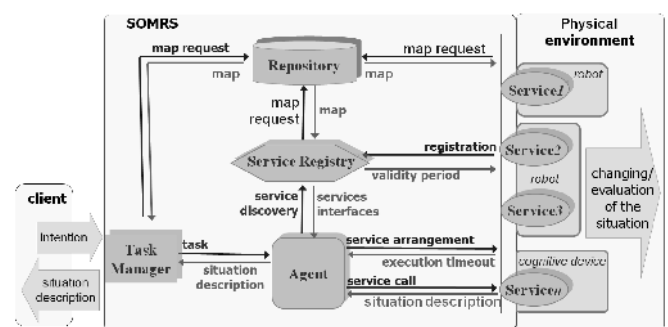 SOMRS
Physical
environment
map request
map
Repository
map request
map
robot
Service1
map
request
map
Service Registry
registration
validity period
Service2
robot
Service3
changing/
evaluation
of the
situation
client
Intention
situation
description
service
discovery
services
interfaces
Task
Manager
task
situation
description
Agent
service arrangement
execution timeout
service call
situation description
cognitive device
Servicen